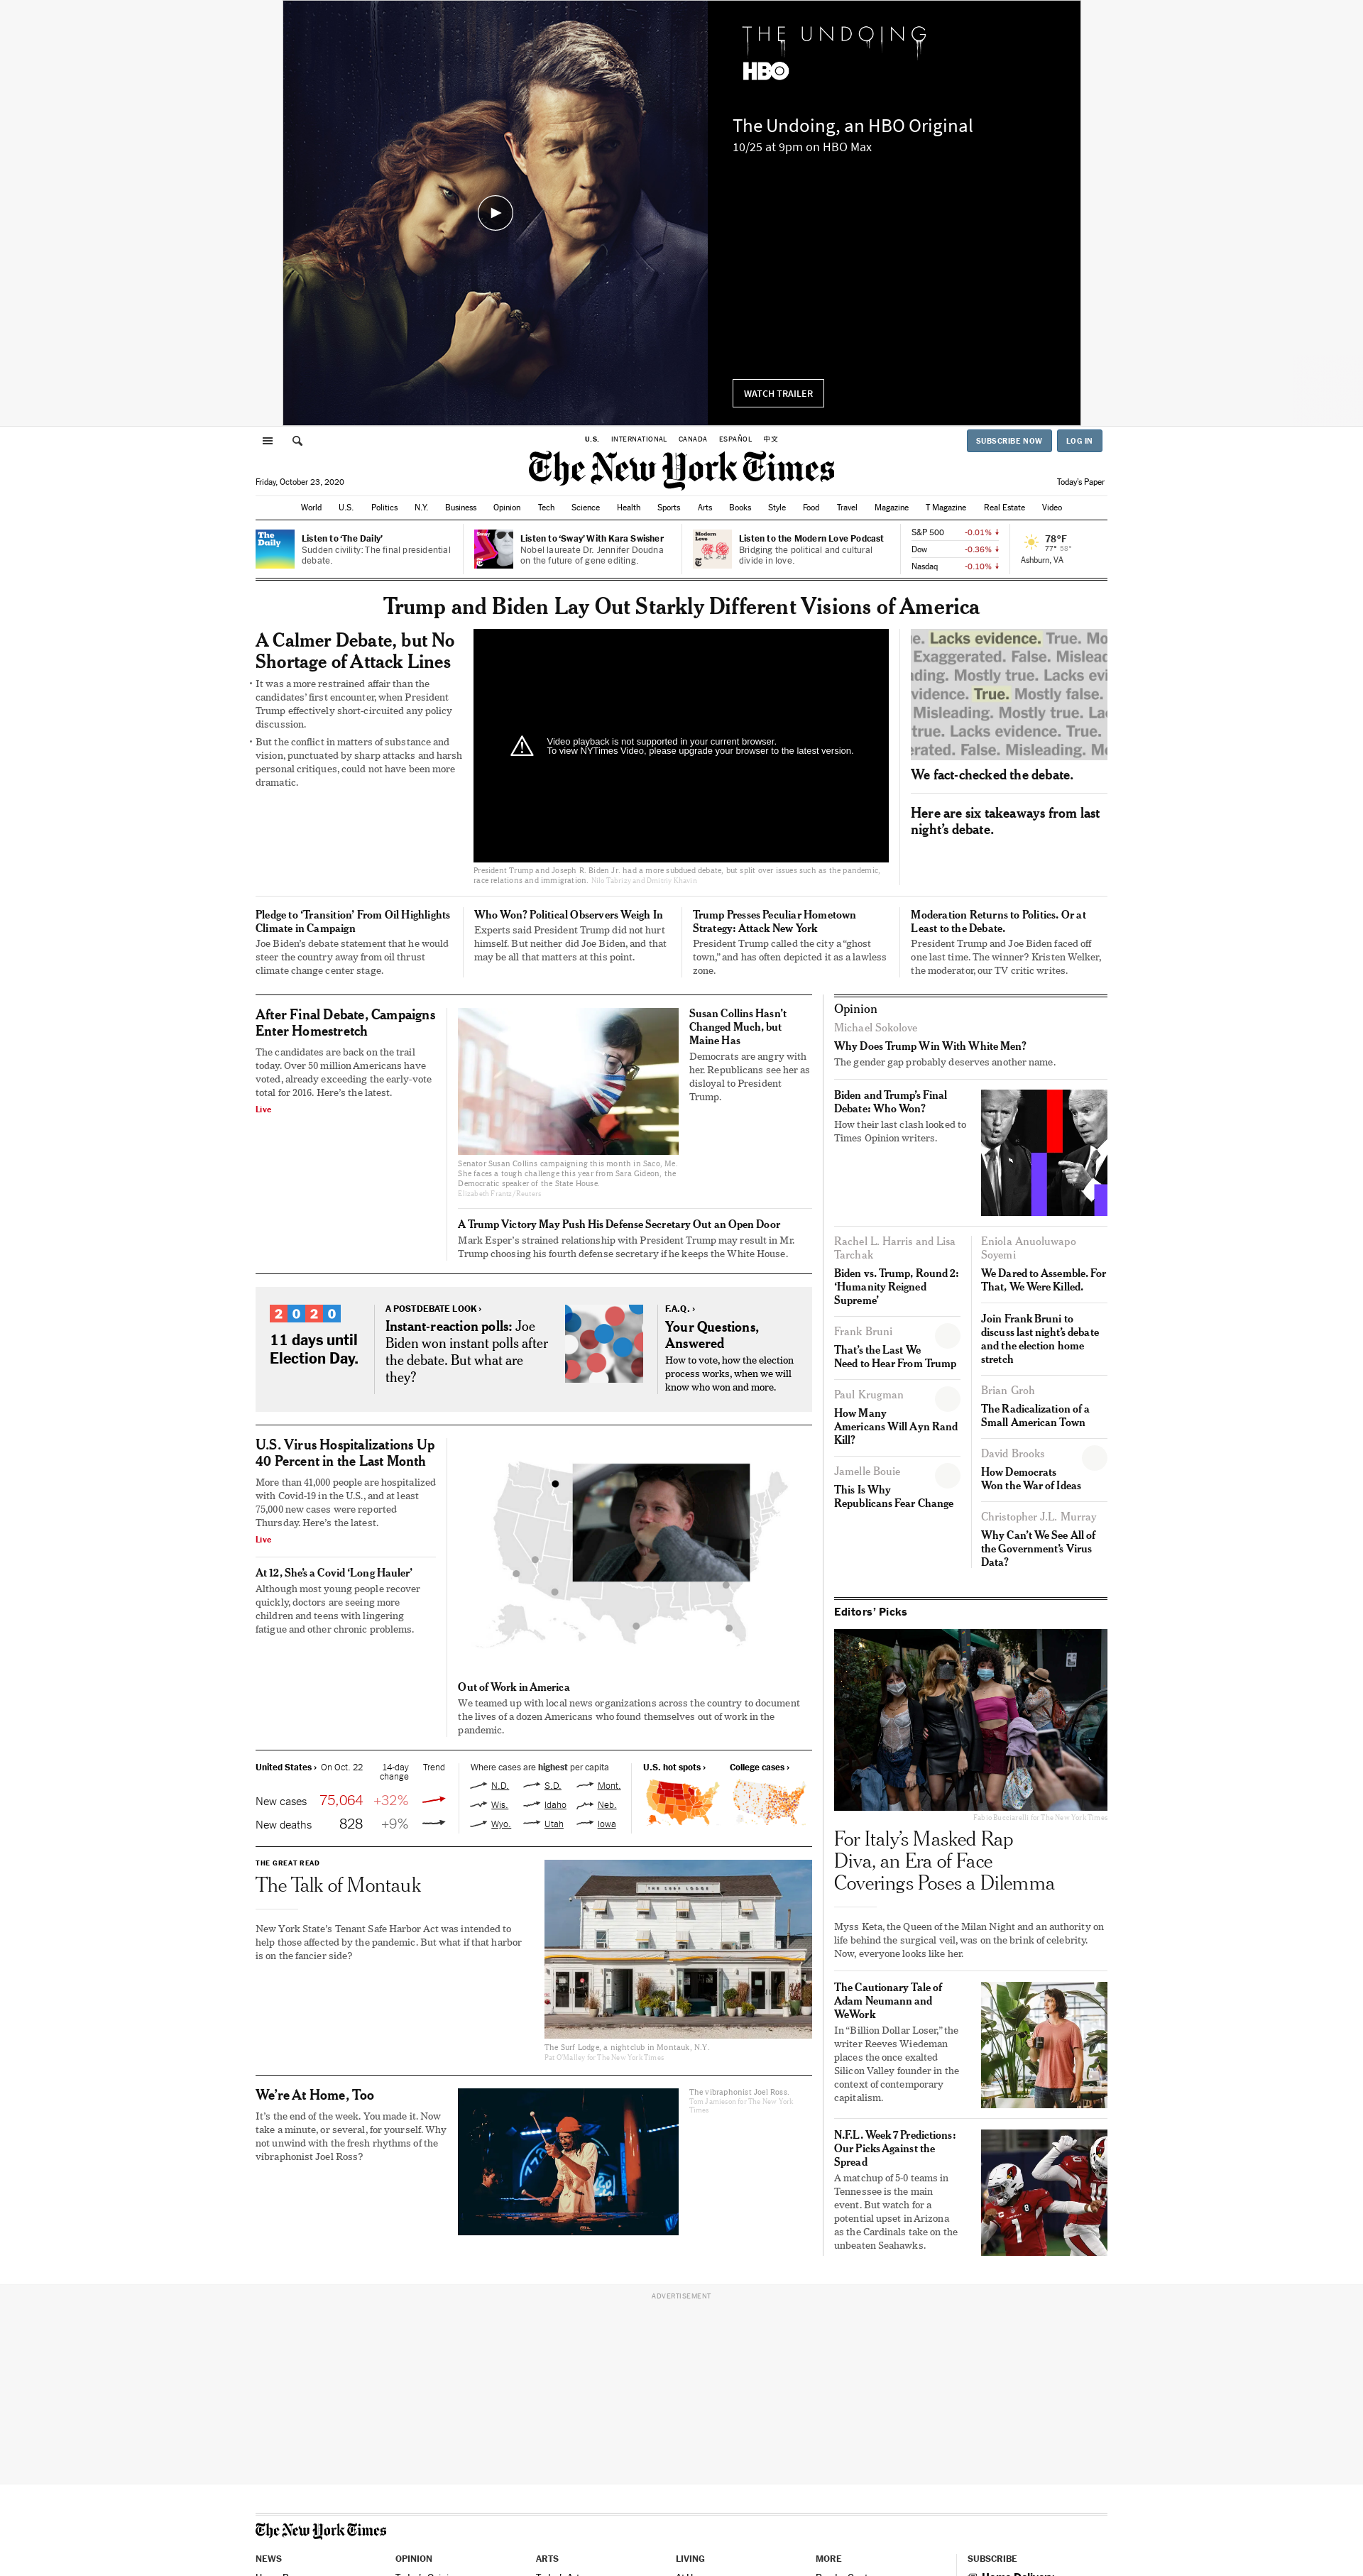 THE UNDOING
HBO
The Undoing, an HBO Original
10/25 at 9pm on HBO Max
WATCH TRAILER
U.S. INTERNATIONAL CANADA ESPAÑOL 中文
SUBSCRIBE NOW LOG IN
The New York Times
Friday, October 23, 2020
Today's Paper
World U.S. Politics N.Y. Business Opinion Tech Science Health Sports Arts Books Style Food Travel Magazine T Magazine Real Estate Video
The Daily
Listen to 'The Daily'
Sudden civility: The final presidential
debate.
Sway
Listen to 'Sway' With Kara Swisher
Nobel laureate Dr. Jennifer Doudna
on the future of gene editing.
Modern Love
Listen to the Modern Love Podcast
Bridging the political and cultural
divide in love.
S&P 500 -0.01%
Dow -0.36%
Nasdaq -0.10%
78°F
77° 58°
Ashburn, VA
Trump and Biden Lay Out Starkly Different Visions of America
A Calmer Debate, but No
Shortage of Attack Lines
• It was a more restrained affair than the
candidates' first encounter, when President
Trump effectively short-circuited any policy
discussion.
• But the conflict in matters of substance and
vision, punctuated by sharp attacks and harsh
personal critiques, could not have been more
dramatic.
Video playback is not supported in your current browser.
To view NYTimes Video, please upgrade your browser to the latest version.
President Trump and Joseph R. Biden Jr. had a more subdued debate, but split over issues such as the pandemic,
race relations and immigration. Nilo Tabrizy and Dmitriy Khavin
Lacks evidence. True. Mo
Exaggerated. False. Mislead
ding. Mostly true. Lacks evi
vidence. True. Mostly false.
Misleading. Mostly true. L
true. Lacks evidence. True.
erated. False. Misleading. Mo
We fact-checked the debate.
Here are six takeaways from last
night's debate.
Pledge to 'Transition' From Oil Highlights
Climate in Campaign
Joe Biden's debate statement that he would
steer the country away from oil thrust
climate change center stage.
Who Won? Political Observers Weigh In
Experts said President Trump did not hurt
himself. But neither did Joe Biden, and that
may be all that matters at this point.
Trump Presses Peculiar Hometown
Strategy: Attack New York
President Trump called the city a "ghost
town," and has often depicted it as a lawless
zone.
Moderation Returns to Politics. Or at
Least to the Debate.
President Trump and Joe Biden faced off
one last time. The winner? Kristen Welker,
the moderator, our TV critic writes.
After Final Debate, Campaigns
Enter Homestretch
The candidates are back on the trail
today. Over 50 million Americans have
voted, already exceeding the early-vote
total for 2016. Here's the latest.
Live
Senator Susan Collins campaigning this month in Saco, Me.
She faces a tough challenge this year from Sara Gideon, the
Democratic speaker of the State House.
Elizabeth Frantz/Reuters
Susan Collins Hasn't
Changed Much, but
Maine Has
Democrats are angry with
her. Republicans see her as
disloyal to President
Trump.
A Trump Victory May Push His Defense Secretary Out an Open Door
Mark Esper's strained relationship with President Trump may result in Mr.
Trump choosing his fourth defense secretary if he keeps the White House.
2020
11 days until
Election Day.
A POSTDEBATE LOOK ›
Instant-reaction polls: Joe
Biden won instant polls after
the debate. But what are
they?
F.A.Q. ›
Your Questions,
Answered
How to vote, how the election
process works, when we will
know who won and more.
U.S. Virus Hospitalizations Up
40 Percent in the Last Month
More than 41,000 people are hospitalized
with Covid-19 in the U.S., and at least
75,000 new cases were reported
Thursday. Here's the latest.
Live
At 12, She's a Covid 'Long Hauler'
Although most young people recover
quickly, doctors are seeing more
children and teens with lingering
fatigue and other chronic problems.
Out of Work in America
We teamed up with local news organizations across the country to document
the lives of a dozen Americans who found themselves out of work in the
pandemic.
United States › On Oct. 22 14-day
change Trend
New cases 75,064 +32%
New deaths 828 +9%
Where cases are highest per capita
N.D. S.D. Mont.
Wis. Idaho Neb.
Wyo. Utah Iowa
U.S. hot spots ›
College cases ›
THE GREAT READ
The Talk of Montauk
New York State's Tenant Safe Harbor Act was intended to
help those affected by the pandemic. But what if that harbor
is on the fancier side?
THE SURF LODGE
The Surf Lodge, a nightclub in Montauk, N.Y.
Pat O'Malley for The New York Times
We're At Home, Too
It's the end of the week. You made it. Now
take a minute, or several, for yourself. Why
not unwind with the fresh rhythms of the
vibraphonist Joel Ross?
The vibraphonist Joel Ross.
Tom Jamieson for The New York
Times
Opinion
Michael Sokolove
Why Does Trump Win With White Men?
The gender gap probably deserves another name.
Biden and Trump's Final
Debate: Who Won?
How their last clash looked to
Times Opinion writers.
Rachel L. Harris and Lisa
Tarchak
Biden vs. Trump, Round 2:
'Humanity Reigned
Supreme'
Frank Bruni
That's the Last We
Need to Hear From Trump
Paul Krugman
How Many
Americans Will Ayn Rand
Kill?
Jamelle Bouie
This Is Why
Republicans Fear Change
Eniola Anuoluwapo
Soyemi
We Dared to Assemble. For
That, We Were Killed.
Join Frank Bruni to
discuss last night's debate
and the election home
stretch
Brian Groh
The Radicalization of a
Small American Town
David Brooks
How Democrats
Won the War of Ideas
Christopher J.L. Murray
Why Can't We See All of
the Government's Virus
Data?
Editors' Picks
Fabio Bucciarelli for The New York Times
For Italy's Masked Rap
Diva, an Era of Face
Coverings Poses a Dilemma
Myss Keta, the Queen of the Milan Night and an authority on
life behind the surgical veil, was on the brink of celebrity.
Now, everyone looks like her.
The Cautionary Tale of
Adam Neumann and
WeWork
In "Billion Dollar Loser," the
writer Reeves Wiedeman
places the once exalted
Silicon Valley founder in the
context of contemporary
capitalism.
N.F.L. Week 7 Predictions:
Our Picks Against the
Spread
A matchup of 5-0 teams in
Tennessee is the main
event. But watch for a
potential upset in Arizona
as the Cardinals take on the
unbeaten Seahawks.
ADVERTISEMENT
The New York Times
NEWS OPINION ARTS LIVING MORE SUBSCRIBE